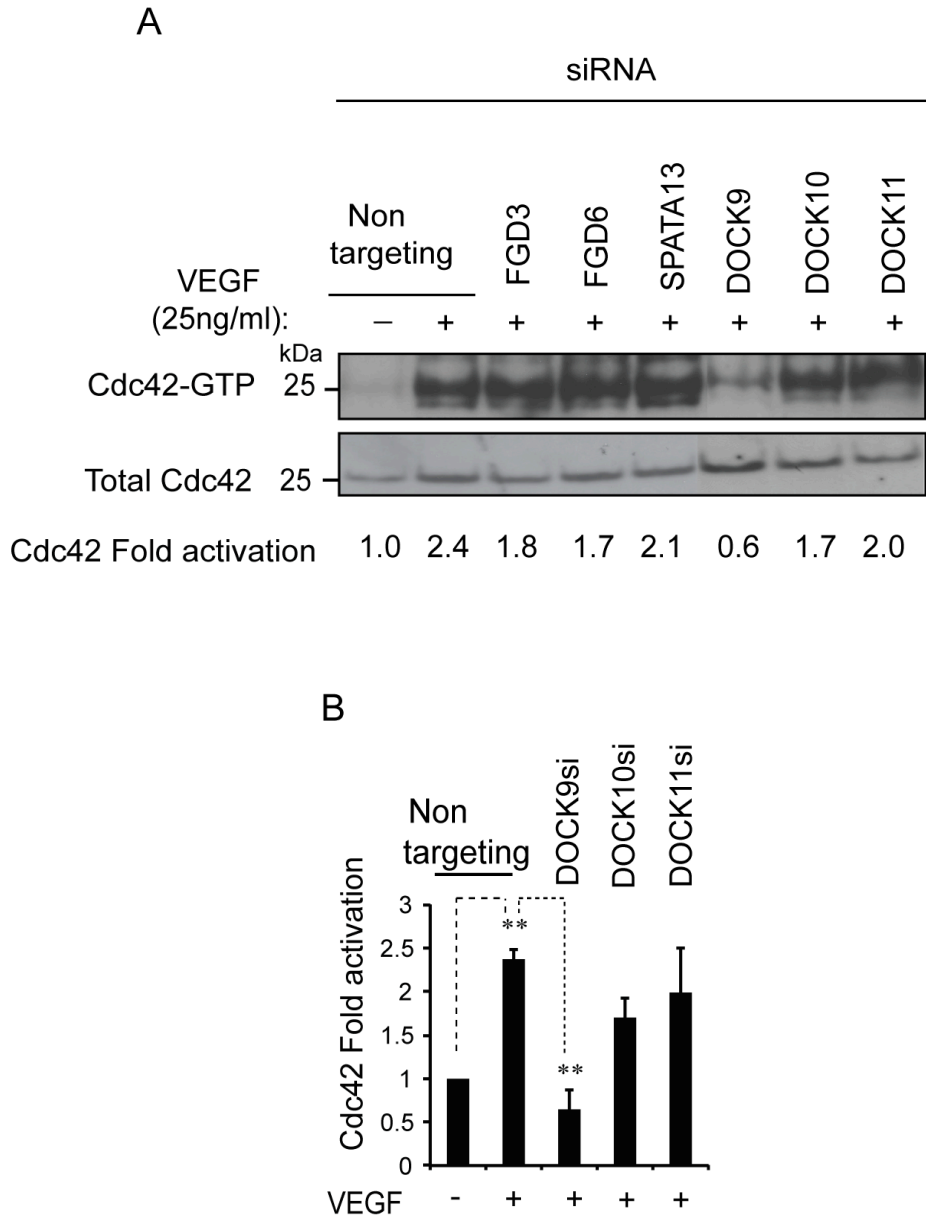 A
siRNA
Non
targeting
FGD3
FGD6
SPATA13
DOCK9
DOCK10
DOCK11
VEGF
(25ng/ml):
– + + + + + + +
kDa
Cdc42-GTP 25
Total Cdc42 25
Cdc42 Fold activation 1.0 2.4 1.8 1.7 2.1 0.6 1.7 2.0
B
Non
targeting
DOCK9si
DOCK10si
DOCK11si
Cdc42 Fold activation
3
2.5
2
1.5
1
0.5
0
**
**
VEGF - + + + +